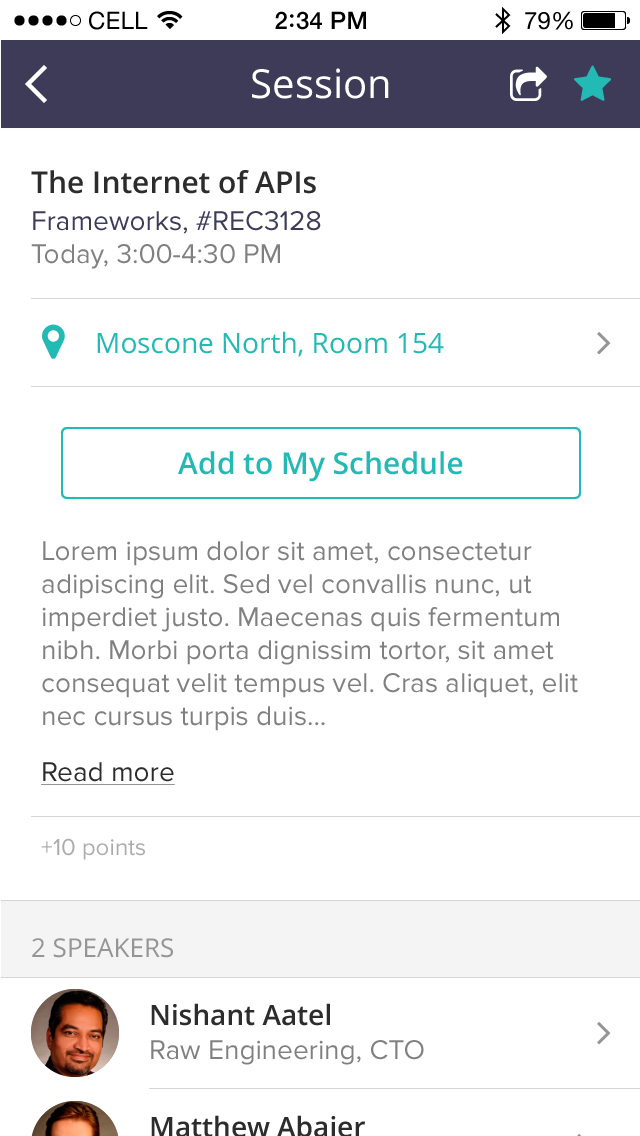 CELL 2:34 PM 79%
Session
The Internet of APIs
Frameworks, #REC3128
Today, 3:00-4:30 PM
Moscone North, Room 154
Add to My Schedule
Lorem ipsum dolor sit amet, consectetur
adipiscing elit. Sed vel convallis nunc, ut
imperdiet justo. Maecenas quis fermentum
nibh. Morbi porta dignissim tortor, sit amet
consequat velit tempus vel. Cras aliquet, elit
nec cursus turpis duis...
Read more
+10 points
2 SPEAKERS
Nishant Aatel
Raw Engineering, CTO
Matthew Abaier